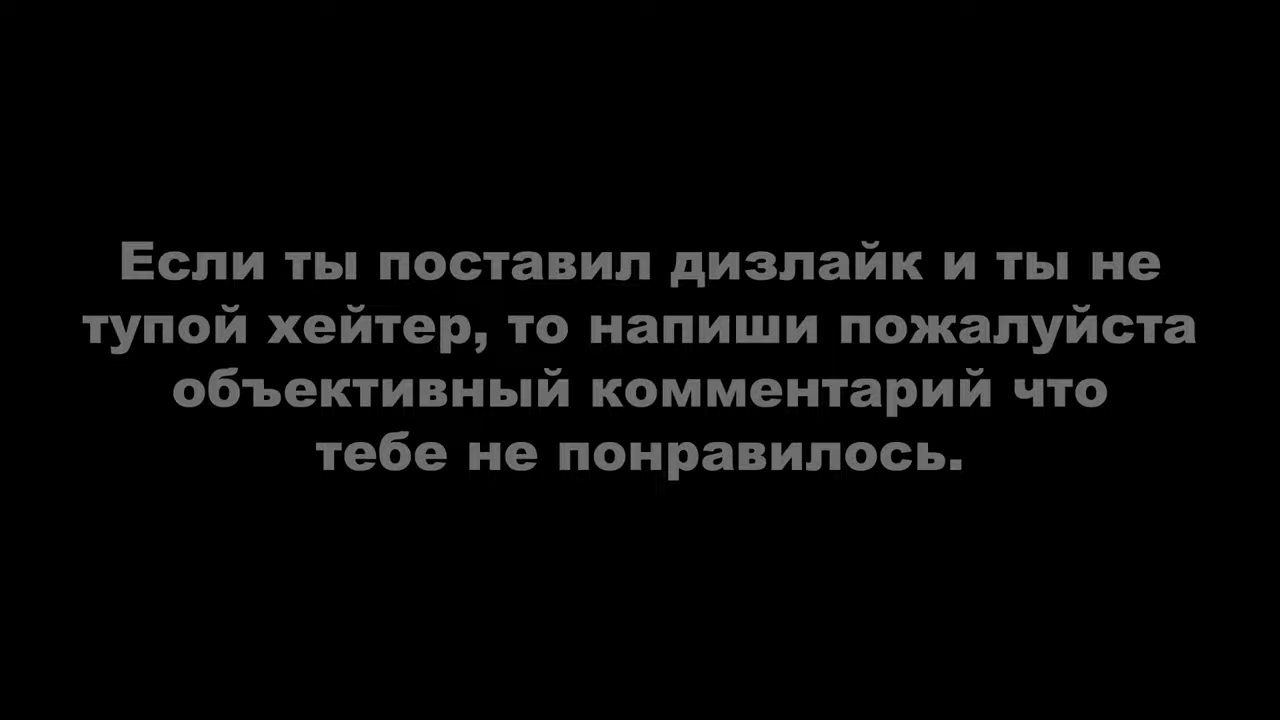 Если ты поставил дизлайк и ты не
тупой хейтер, то напиши пожалуйста
объективный комментарий что
тебе не понравилось.